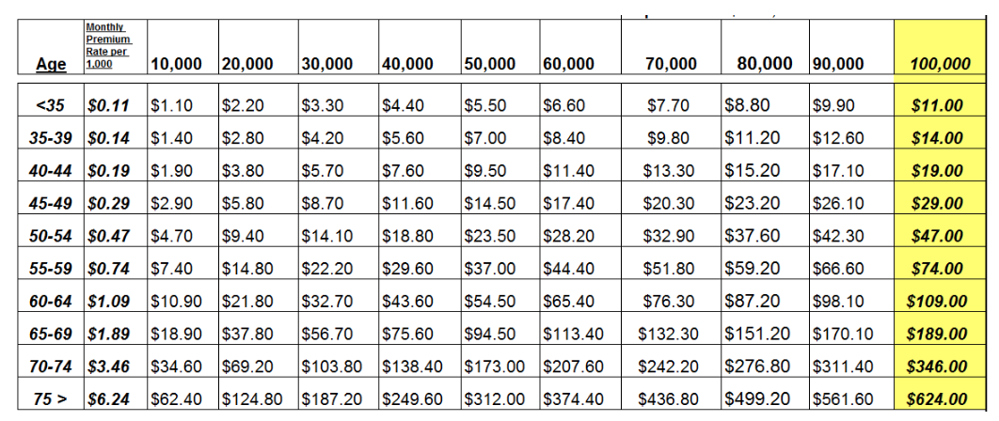 Age Monthly Premium Rate per 1,000 10,000 20,000 30,000 40,000 50,000 60,000 70,000 80,000 90,000 100,000
<35 $0.11 $1.10 $2.20 $3.30 $4.40 $5.50 $6.60 $7.70 $8.80 $9.90 $11.00
35-39 $0.14 $1.40 $2.80 $4.20 $5.60 $7.00 $8.40 $9.80 $11.20 $12.60 $14.00
40-44 $0.19 $1.90 $3.80 $5.70 $7.60 $9.50 $11.40 $13.30 $15.20 $17.10 $19.00
45-49 $0.29 $2.90 $5.80 $8.70 $11.60 $14.50 $17.40 $20.30 $23.20 $26.10 $29.00
50-54 $0.47 $4.70 $9.40 $14.10 $18.80 $23.50 $28.20 $32.90 $37.60 $42.30 $47.00
55-59 $0.74 $7.40 $14.80 $22.20 $29.60 $37.00 $44.40 $51.80 $59.20 $66.60 $74.00
60-64 $1.09 $10.90 $21.80 $32.70 $43.60 $54.50 $65.40 $76.30 $87.20 $98.10 $109.00
65-69 $1.89 $18.90 $37.80 $56.70 $75.60 $94.50 $113.40 $132.30 $151.20 $170.10 $189.00
70-74 $3.46 $34.60 $69.20 $103.80 $138.40 $173.00 $207.60 $242.20 $276.80 $311.40 $346.00
75 > $6.24 $62.40 $124.80 $187.20 $249.60 $312.00 $374.40 $436.80 $499.20 $561.60 $624.00